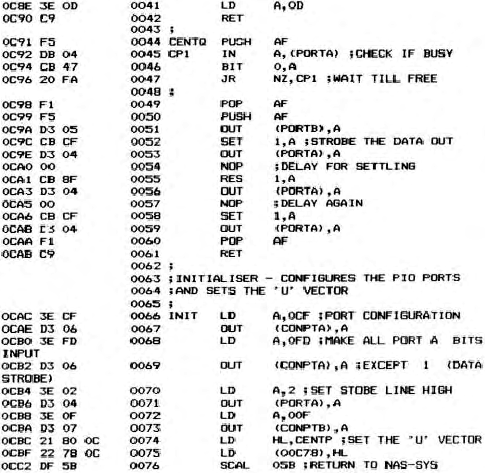 0C8E 3E 0D 0041 LD A,0D
0C90 C9 0042 RET
0043 ;
0C91 F5 0044 CENTQ PUSH AF
0C92 DB 04 0045 CP1 IN A,(PORTA) ;CHECK IF BUSY
0C94 CB 47 0046 BIT 0,A
0C96 20 FA 0047 JR NZ,CP1 ;WAIT TILL FREE
0048 ;
0C98 F1 0049 POP AF
0C99 F5 0050 PUSH AF
0C9A D3 05 0051 OUT (PORTB),A
0C9C CB CF 0052 SET 1,A ;STROBE THE DATA OUT
0C9E D3 04 0053 OUT (PORTA),A
0CA0 00 0054 NOP ;DELAY FOR SETTLING
0CA1 CB 8F 0055 RES 1,A
0CA3 D3 04 0056 OUT (PORTA),A
0CA5 00 0057 NOP ;DELAY AGAIN
0CA6 CB CF 0058 SET 1,A
0CA8 D3 04 0059 OUT (PORTA),A
0CAA F1 0060 POP AF
0CAB C9 0061 RET
0062 ;
0063 ;INITIALISER - CONFIGURES THE PIO PORTS
0064 ;AND SETS THE 'U' VECTOR
0065 ;
0CAC 3E CF 0066 INIT LD A,0CF ;PORT CONFIGURATION
0CAE D3 06 0067 OUT (CONPTA),A
0CB0 3E FD 0068 LD A,0FD ;MAKE ALL PORT A BITS
INPUT
0CB2 D3 06 0069 OUT (CONPTA),A ;EXCEPT 1 (DATA
STROBE)
0CB4 3E 02 0070 LD A,2 ;SET STOBE LINE HIGH
0CB6 D3 04 0071 OUT (PORTA),A
0CB8 3E 0F 0072 LD A,00F
0CBA D3 07 0073 OUT (CONPTB),A
0CBC 21 80 0C 0074 LD HL,CENTP ;SET THE 'U' VECTOR
0CBF 22 78 0C 0075 LD (00C78),HL
0CC2 DF 5B 0076 SCAL 05B ;RETURN TO NAS-SYS